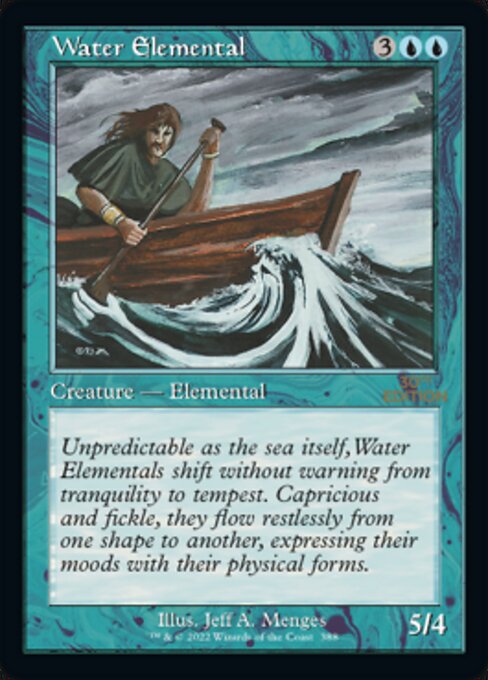 Water Elemental 3
Creature — Elemental
30TH
EDITION
Unpredictable as the sea itself, Water
Elementals shift without warning from
tranquility to tempest. Capricious
and fickle, they flow restlessly from
one shape to another, expressing their
moods with their physical forms.
Illus. Jeff A. Menges
5/4
™ & © 2022 Wizards of the Coast 388